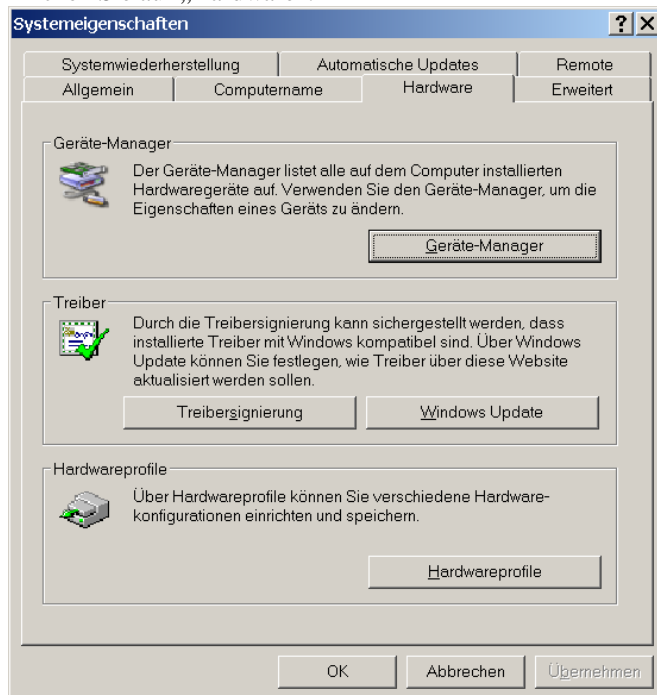 Systemeigenschaften
Systemwiederherstellung Automatische Updates Remote
Allgemein Computername Hardware Erweitert
Geräte-Manager
Der Geräte-Manager listet alle auf dem Computer installierten
Hardwaregeräte auf. Verwenden Sie den Geräte-Manager, um die
Eigenschaften eines Geräts zu ändern.
Geräte-Manager
Treiber
Durch die Treibersignierung kann sichergestellt werden, dass
installierte Treiber mit Windows kompatibel sind. Über Windows
Update können Sie festlegen, wie Treiber über diese Website
aktualisiert werden sollen.
Treibersignierung Windows Update
Hardwareprofile
Über Hardwareprofile können Sie verschiedene Hardware-
konfigurationen einrichten und speichern.
Hardwareprofile
OK Abbrechen Übernehmen